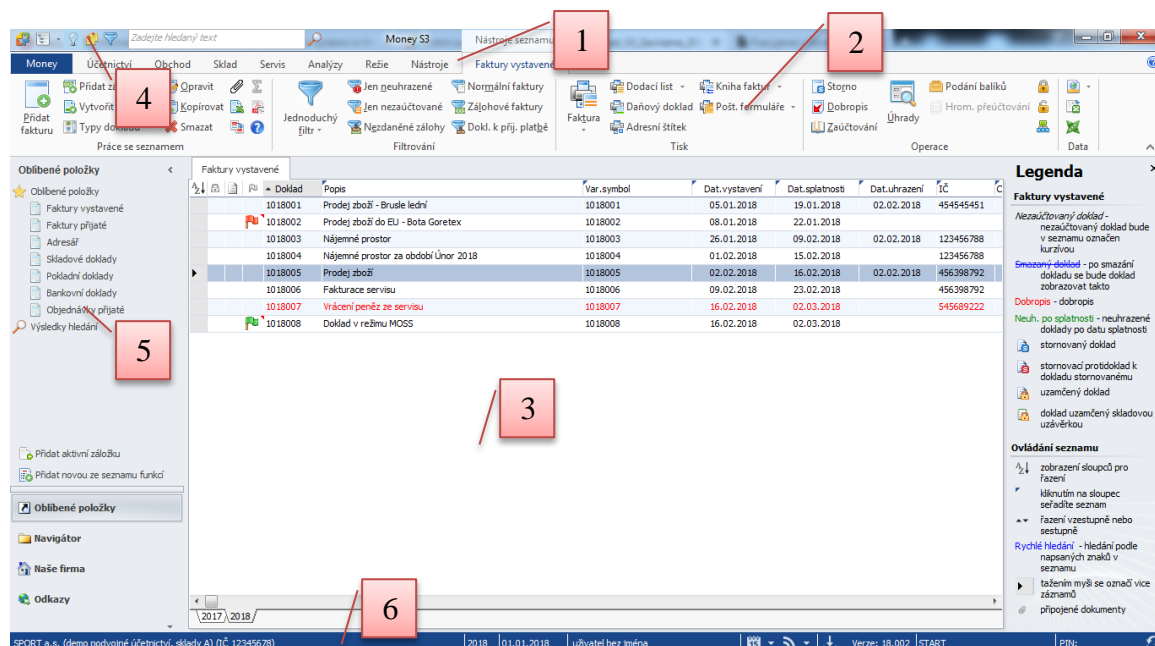 Zadejte hledaný text
Money S3
Nástroje seznamu
1
2
Money Účetnictví Obchod Sklad Servis Analýzy Režie Nástroje Faktury vystavené
4
Přidat
fakturu
Vytvořit
Typy dokladů
Opravit
Kopírovat
Smazat
Práce se seznamem
Jednoduchý
filtr
Jen neuhrazené
Jen nezaúčtované
Nezdaněné zálohy
Normální faktury
Zálohové faktury
Dokl. k přij. platbě
Filtrování
Faktura
Dodací list
Daňový doklad
Adresní štítek
Kniha faktur
Pošt. formuláře
Tisk
Storno
Dobropis
Zaúčtování
Úhrady
Podání balíků
Hrom. přeúčtování
Operace
Data
Oblíbené položky
Oblíbené položky
Faktury vystavené
Faktury přijaté
Adresář
Skladové doklady
Pokladní doklady
Bankovní doklady
Objednávky přijaté
Výsledky hledání
5
Přidat aktivní záložku
Přidat novou ze seznamu funkcí
Oblíbené položky
Navigátor
Naše firma
Odkazy
Faktury vystavené
Doklad Popis Var.symbol Dat.vystavení Dat.splatnosti Dat.uhrazení IČ
1018001 Prodej zboží - Brusle lední 1018001 05.01.2018 19.01.2018 02.02.2018 454545451
1018002 Prodej zboží do EU - Bota Goretex 1018002 08.01.2018 22.01.2018
1018003 Nájemné prostor 1018003 26.01.2018 09.02.2018 02.02.2018 123456788
1018004 Nájemné prostor za období Únor 2018 1018004 01.02.2018 15.02.2018 123456788
1018005 Prodej zboží 1018005 02.02.2018 16.02.2018 02.02.2018 456398792
1018006 Fakturace servisu 1018006 09.02.2018 23.02.2018 456398792
1018007 Vrácení peněz ze servisu 1018007 16.02.2018 02.03.2018 545689222
1018008 Doklad v režimu MOSS 1018008 16.02.2018 02.03.2018
3
2017 2018
6
Legenda
Faktury vystavené
Nezaúčtovaný doklad -
nezaúčtovaný doklad bude
v seznamu označen
kurzívou
Smazaný doklad - po smazání
dokladu se bude doklad
zobrazovat takto
Dobropis - dobropis
Neuh. po splatnosti - neuhrazené
doklady po datu splatnosti
stornovaný doklad
stornovací protidoklad k
dokladu stornovanému
uzamčený doklad
doklad uzamčený skladovou
uzávěrkou
Ovládání seznamu
zobrazení sloupců pro
řazení
kliknutím na sloupec
seřadíte seznam
řazení vzestupně nebo
sestupně
Rychlé hledání - hledání podle
napsaných znaků v
seznamu
tažením myši se označí více
záznamů
připojené dokumenty
SPORT a.s. (demo podvojné účetnictví, sklady A) (IČ 12345678) 2018 01.01.2018 uživatel bez jména Verze: 18.002 START PIN: